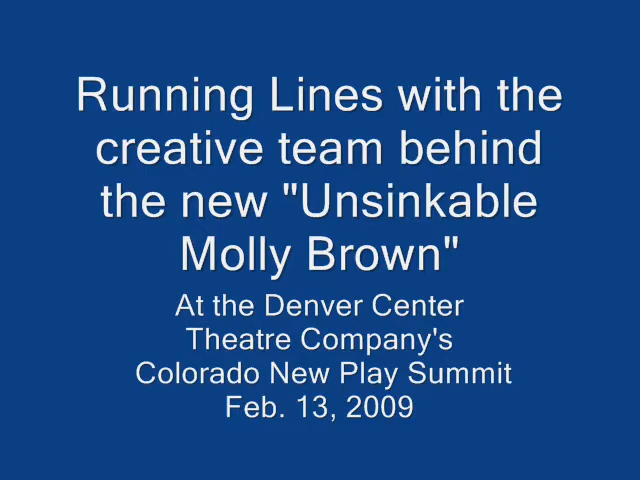 Running Lines with the
creative team behind
the new "Unsinkable
Molly Brown"
At the Denver Center
Theatre Company's
Colorado New Play Summit
Feb. 13, 2009